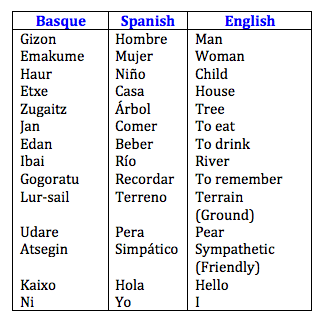 Basque Spanish English
Gizon Hombre Man
Emakume Mujer Woman
Haur Niño Child
Etxe Casa House
Zugaitz Árbol Tree
Jan Comer To eat
Edan Beber To drink
Ibai Río River
Gogoratu Recordar To remember
Lur-sail Terreno Terrain
(Ground)
Udare Pera Pear
Atsegin Simpático Sympathetic
(Friendly)
Kaixo Hola Hello
Ni Yo I